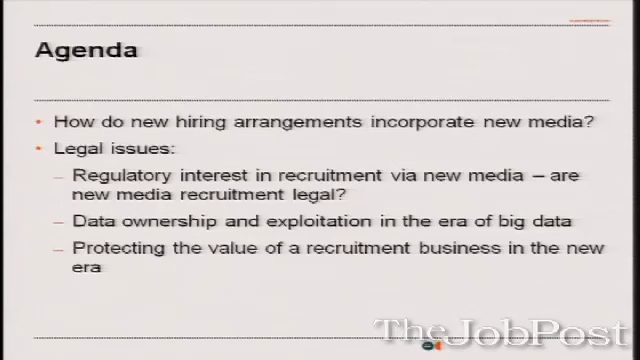 Agenda
• How do new hiring arrangements incorporate new media?
• Legal issues:
– Regulatory interest in recruitment via new media – are
new media recruitment legal?
– Data ownership and exploitation in the era of big data
– Protecting the value of a recruitment business in the new
era
TheJobPost